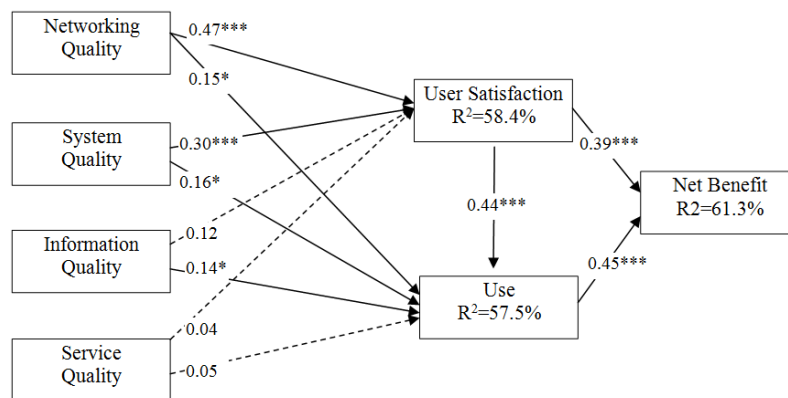 Networking
Quality
0.47***
0.15*
System
Quality
0.30***
0.16*
Information
Quality
0.12
0.14*
Service
Quality
0.04
0.05
User Satisfaction
R²=58.4%
0.44***
Use
R²=57.5%
0.39***
0.45***
Net Benefit
R2=61.3%